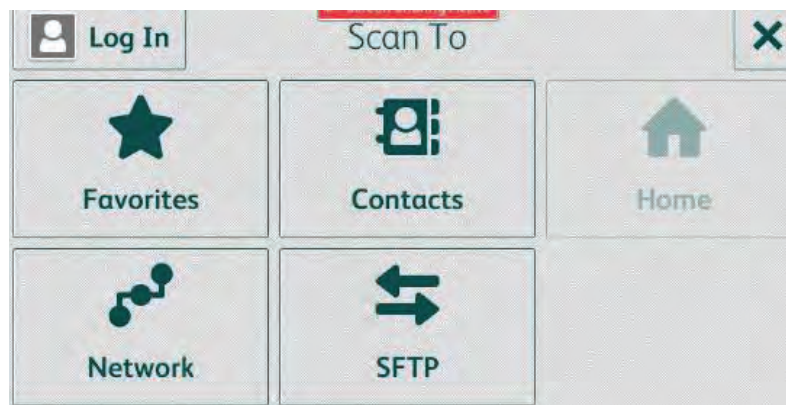 Log In
Scan To
Favorites
Contacts
Home
Network
SFTP